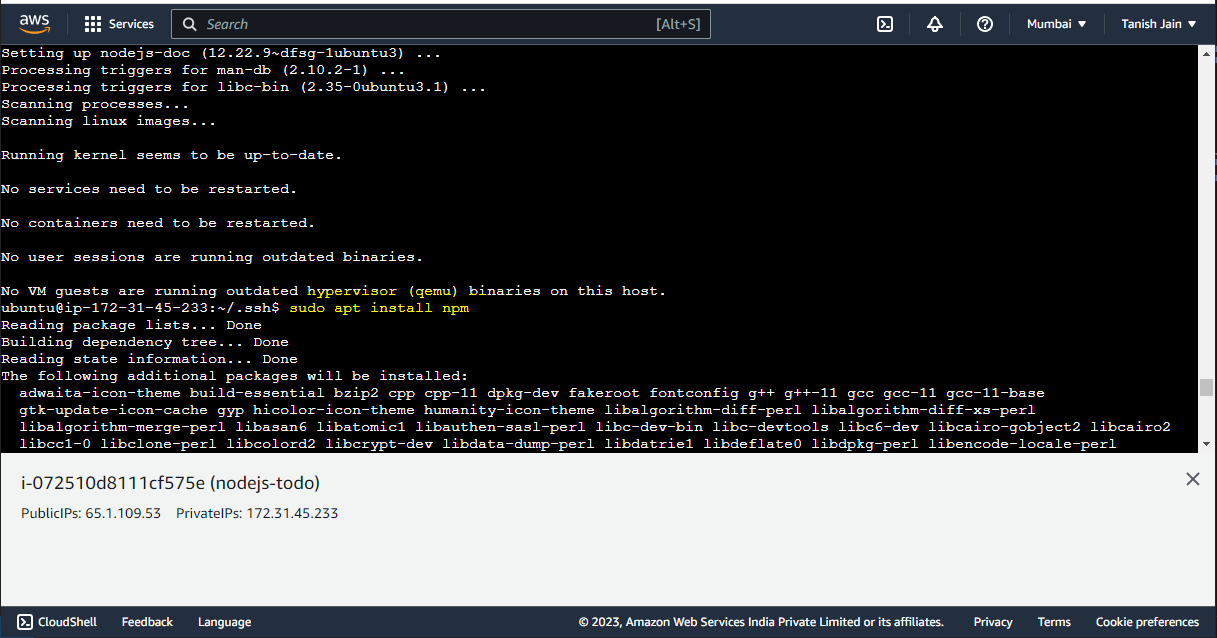 aws Services Search [Alt+S] Mumbai Tanish Jain
Setting up nodejs-doc (12.22.9~dfsg-1ubuntu3) ...
Processing triggers for man-db (2.10.2-1) ...
Processing triggers for libc-bin (2.35-0ubuntu3.1) ...
Scanning processes...
Scanning linux images...
Running kernel seems to be up-to-date.
No services need to be restarted.
No containers need to be restarted.
No user sessions are running outdated binaries.
No VM guests are running outdated hypervisor (qemu) binaries on this host.
ubuntu@ip-172-31-45-233:~/.ssh$ sudo apt install npm
Reading package lists... Done
Building dependency tree... Done
Reading state information... Done
The following additional packages will be installed:
adwaita-icon-theme build-essential bzip2 cpp cpp-11 dpkg-dev fakeroot fontconfig g++ g++-11 gcc gcc-11 gcc-11-base
gtk-update-icon-cache gyp hicolor-icon-theme humanity-icon-theme libalgorithm-diff-perl libalgorithm-diff-xs-perl
libalgorithm-merge-perl libasan6 libatomic1 libauthen-sasl-perl libc-dev-bin libc-devtools libc6-dev libcairo-gobject2 libcairo2
libcc1-0 libclone-perl libcolord2 libcrypt-dev libdata-dump-perl libdatrie1 libdeflate0 libdpkg-perl libencode-locale-perl
i-072510d8111cf575e (nodejs-todo)
PublicIPs: 65.1.109.53 PrivateIPs: 172.31.45.233
CloudShell Feedback Language © 2023, Amazon Web Services India Private Limited or its affiliates. Privacy Terms Cookie preferences